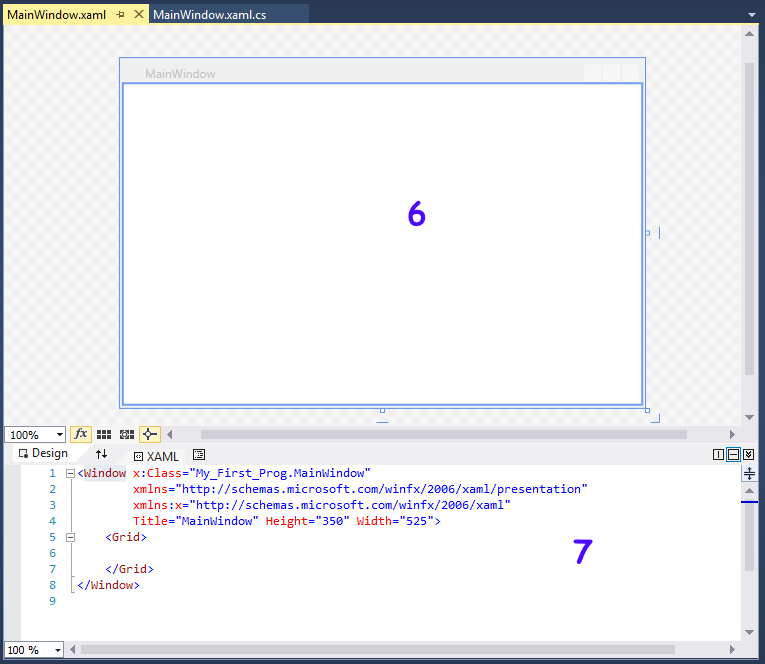 MainWindow.xaml MainWindow.xaml.cs
MainWindow
6
100% fx
Design XAML
1 <Window x:Class="My_First_Prog.MainWindow"
2 xmlns="http://schemas.microsoft.com/winfx/2006/xaml/presentation"
3 xmlns:x="http://schemas.microsoft.com/winfx/2006/xaml"
4 Title="MainWindow" Height="350" Width="525">
5 <Grid>
6
7
7 </Grid>
8 </Window>
9
100 %